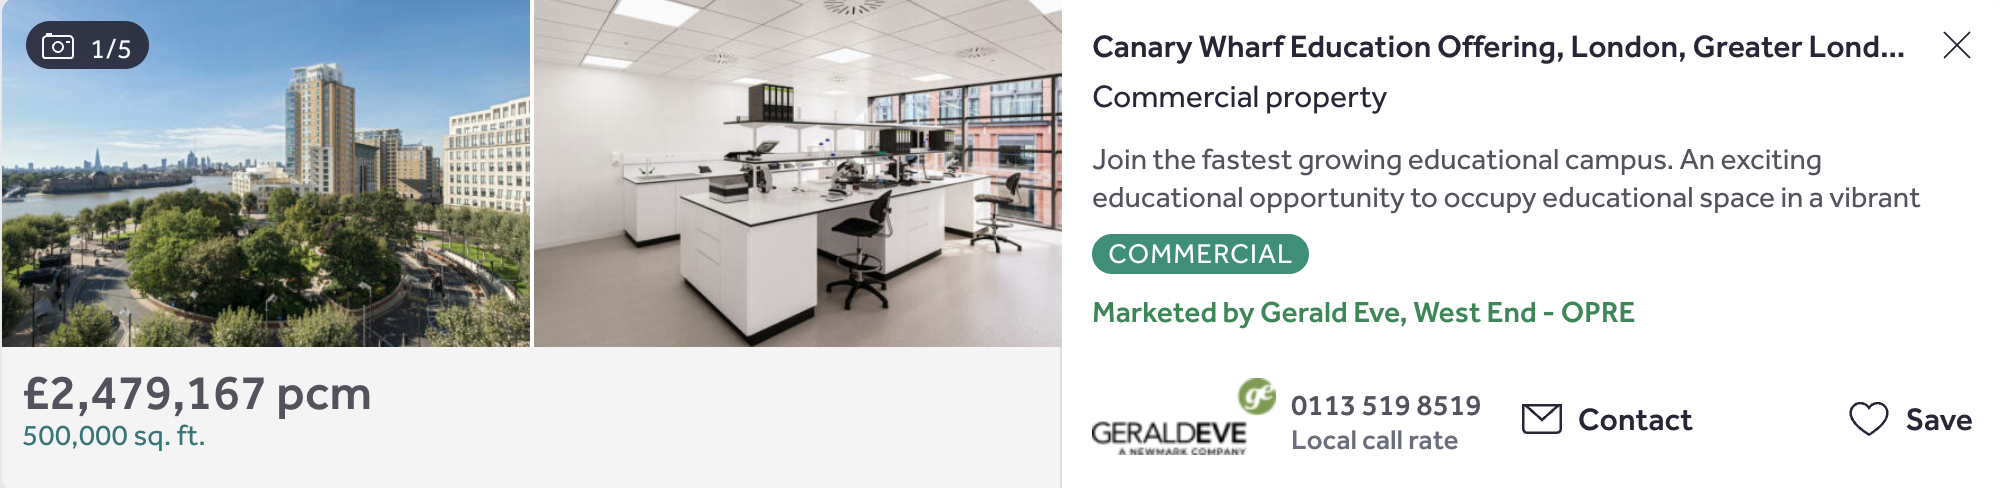 1/5
Canary Wharf Education Offering, London, Greater Lond...
Commercial property
Join the fastest growing educational campus. An exciting
educational opportunity to occupy educational space in a vibrant
COMMERCIAL
Marketed by Gerald Eve, West End - OPRE
£2,479,167 pcm
500,000 sq. ft.
ge
GERALDEVE
A NEWMARK COMPANY
0113 519 8519
Local call rate
Contact
Save